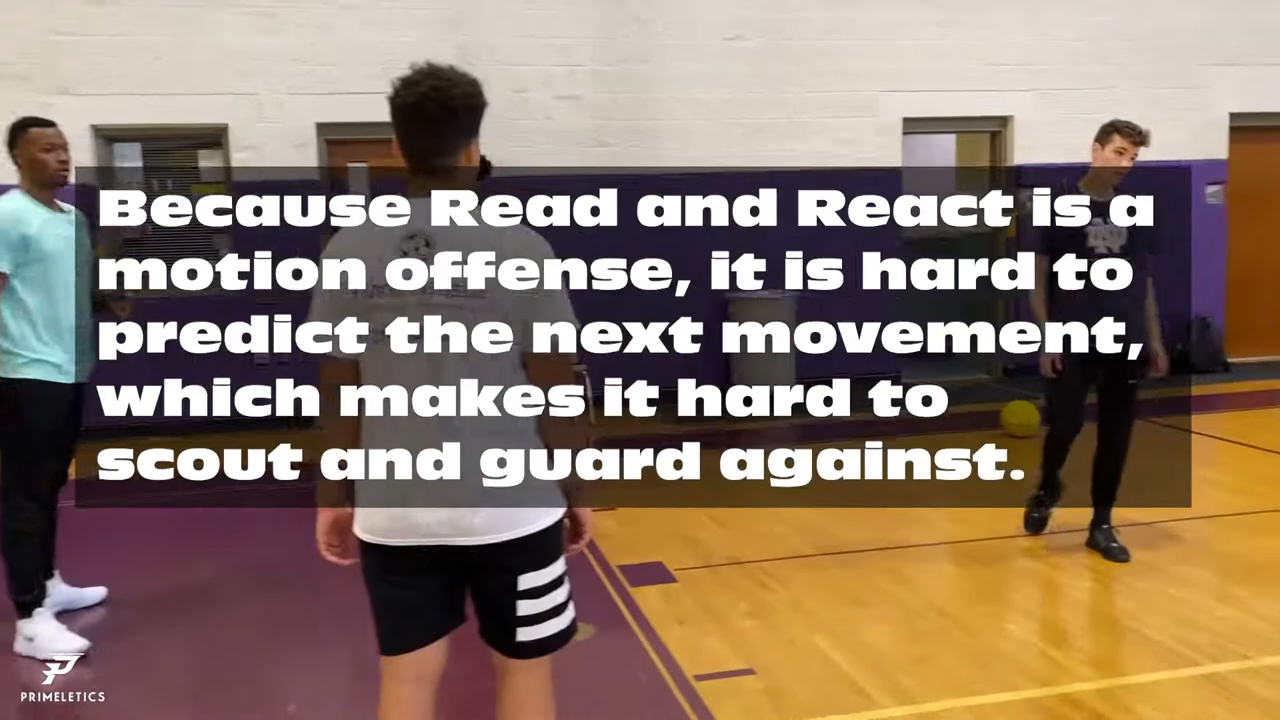 Because Read and React is a
motion offense, it is hard to
predict the next movement,
which makes it hard to
scout and guard against.
PRIMELETICS